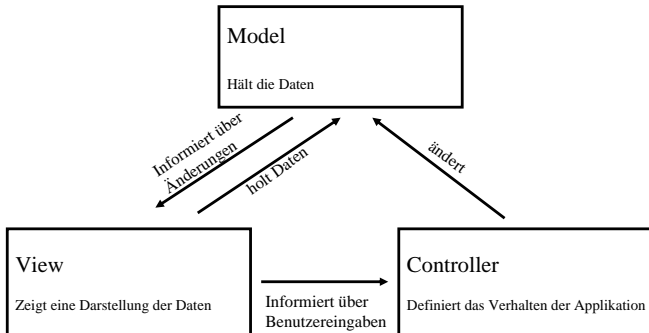 Model
Hält die Daten
Informiert über
Änderungen
holt Daten
ändert
View
Zeigt eine Darstellung der Daten
Informiert über
Benutzereingaben
Controller
Definiert das Verhalten der Applikation